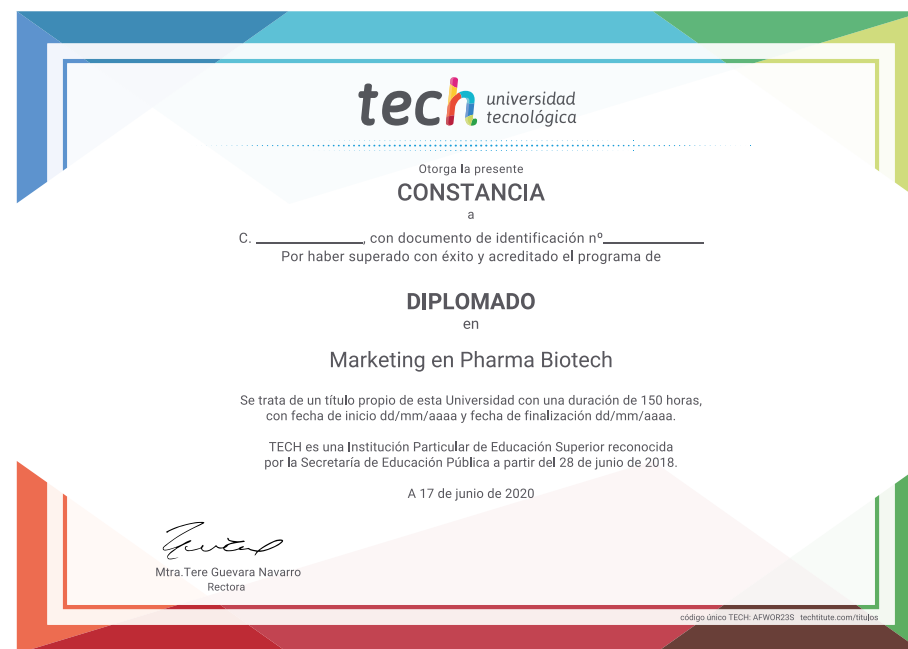 tech universidad
tecnológica
Otorga la presente
CONSTANCIA
a
C. ______________, con documento de identificación nº_____________
Por haber superado con éxito y acreditado el programa de
DIPLOMADO
en
Marketing en Pharma Biotech
Se trata de un título propio de esta Universidad con una duración de 150 horas,
con fecha de inicio dd/mm/aaaa y fecha de finalización dd/mm/aaaa.
TECH es una Institución Particular de Educación Superior reconocida
por la Secretaría de Educación Pública a partir del 28 de junio de 2018.
A 17 de junio de 2020
Mtra.Tere Guevara Navarro
Rectora
código único TECH: AFWOR23S techtitute.com/titulos